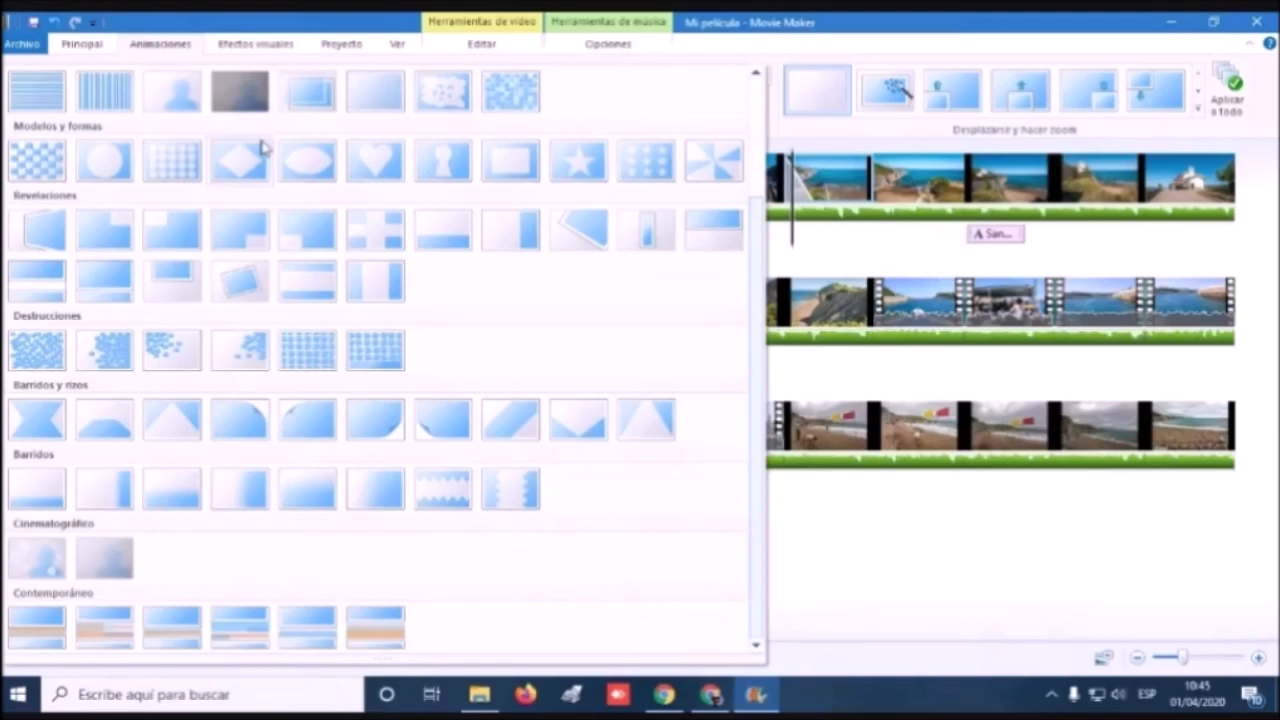 Herramientas de vídeo
Herramientas de música
Mi película - Movie Maker
Archivo
Principal
Animaciones
Efectos visuales
Proyecto
Ver
Editar
Opciones
Modelos y formas
Revelaciones
Destrucciones
Barridos y rizos
Barridos
Cinematográfico
Contemporáneo
Aplicar
a todo
Desplazarse y hacer zoom
A San...
Escribe aquí para buscar
ESP
10:45
01/04/2020